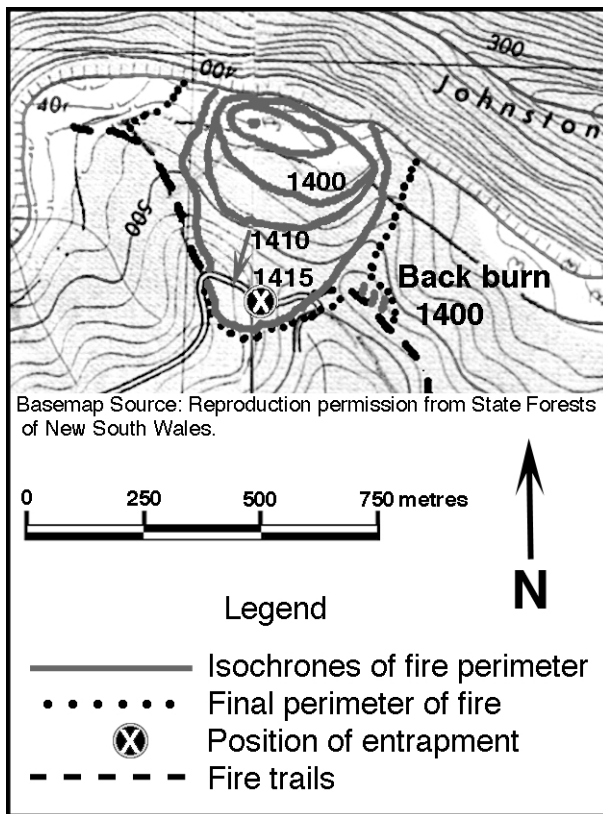 400
300
Johnston
401
1400
500
1410
1415
Back burn
1400
Basemap Source: Reproduction permission from State Forests
of New South Wales.
0 250 500 750 metres
N
Legend
Isochrones of fire perimeter
Final perimeter of fire
X Position of entrapment
Fire trails